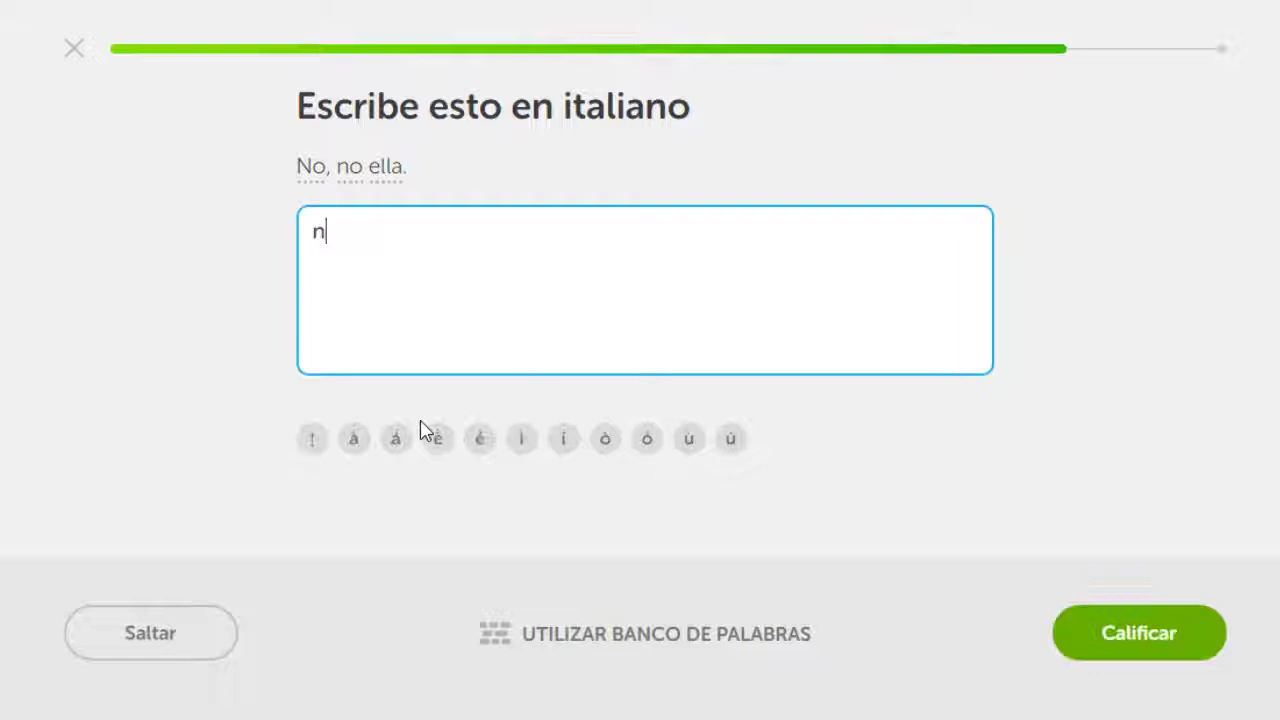 Escribe esto en italiano
No, no ella.
n
à á è é ì í ò ó ù ú
Saltar
UTILIZAR BANCO DE PALABRAS
Calificar